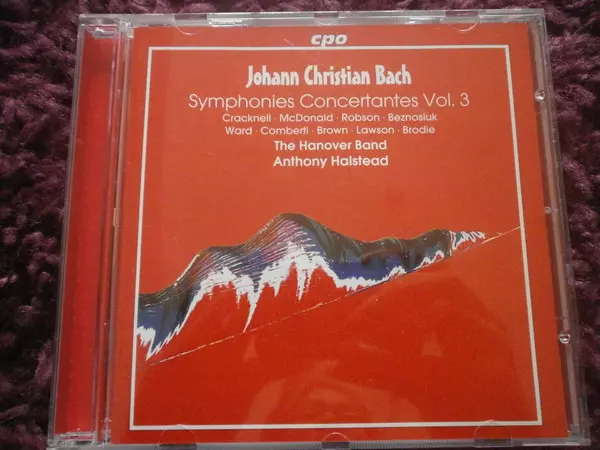 cpo
Johann Christian Bach
Symphonies Concertantes Vol. 3
Cracknell · McDonald · Robson · Beznosiuk
Ward · Comberti · Brown · Lawson · Brodie
The Hanover Band
Anthony Halstead